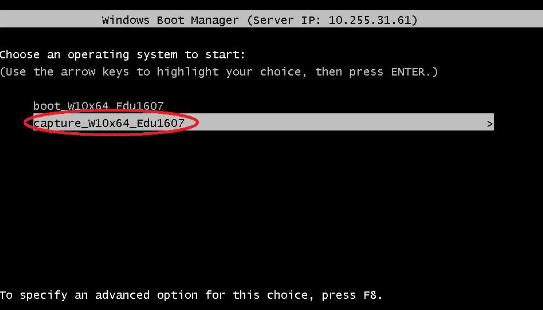 Windows Boot Manager (Server IP: 10.255.31.61)
Choose an operating system to start:
(Use the arrow keys to highlight your choice, then press ENTER.)
boot_W10x64_Edu1607
capture_W10x64_Edu1607 >
To specify an advanced option for this choice, press F8.